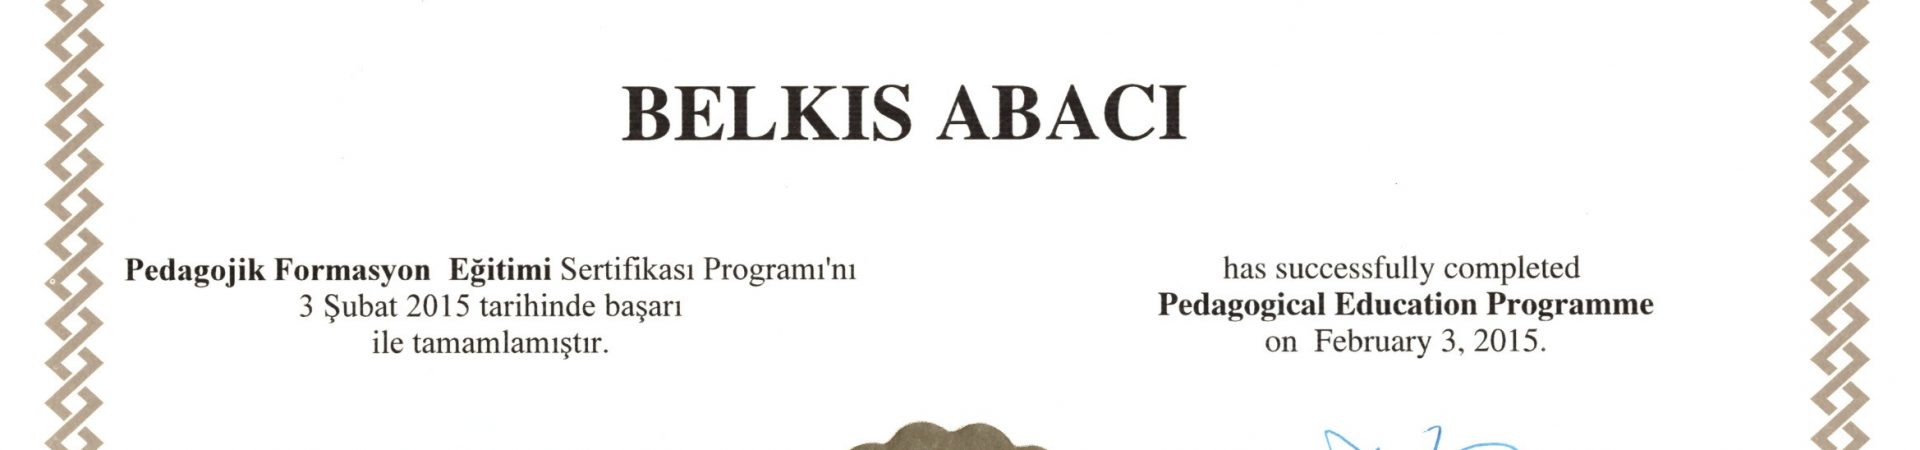 BELKIS ABACI
Pedagojik Formasyon Eğitimi Sertifikası Programı'nı
3 Şubat 2015 tarihinde başarı
ile tamamlamıştır.
has successfully completed
Pedagogical Education Programme
on February 3, 2015.